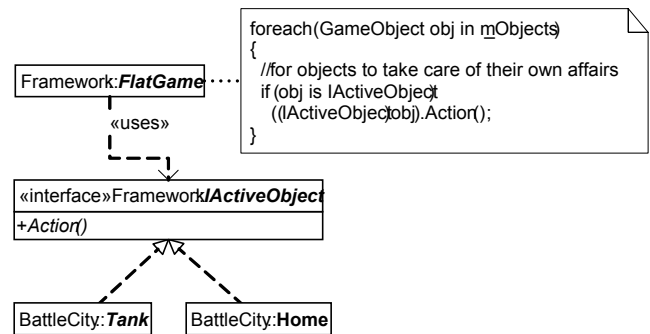 foreach(GameObject obj in mObjects)
{
//for objects to take care of their own affairs
if (obj is IActiveObject)
((IActiveObject)obj).Action();
}
Framework::FlatGame
«uses»
«interface»Framework::IActiveObject
+Action()
BattleCity::Tank
BattleCity::Home